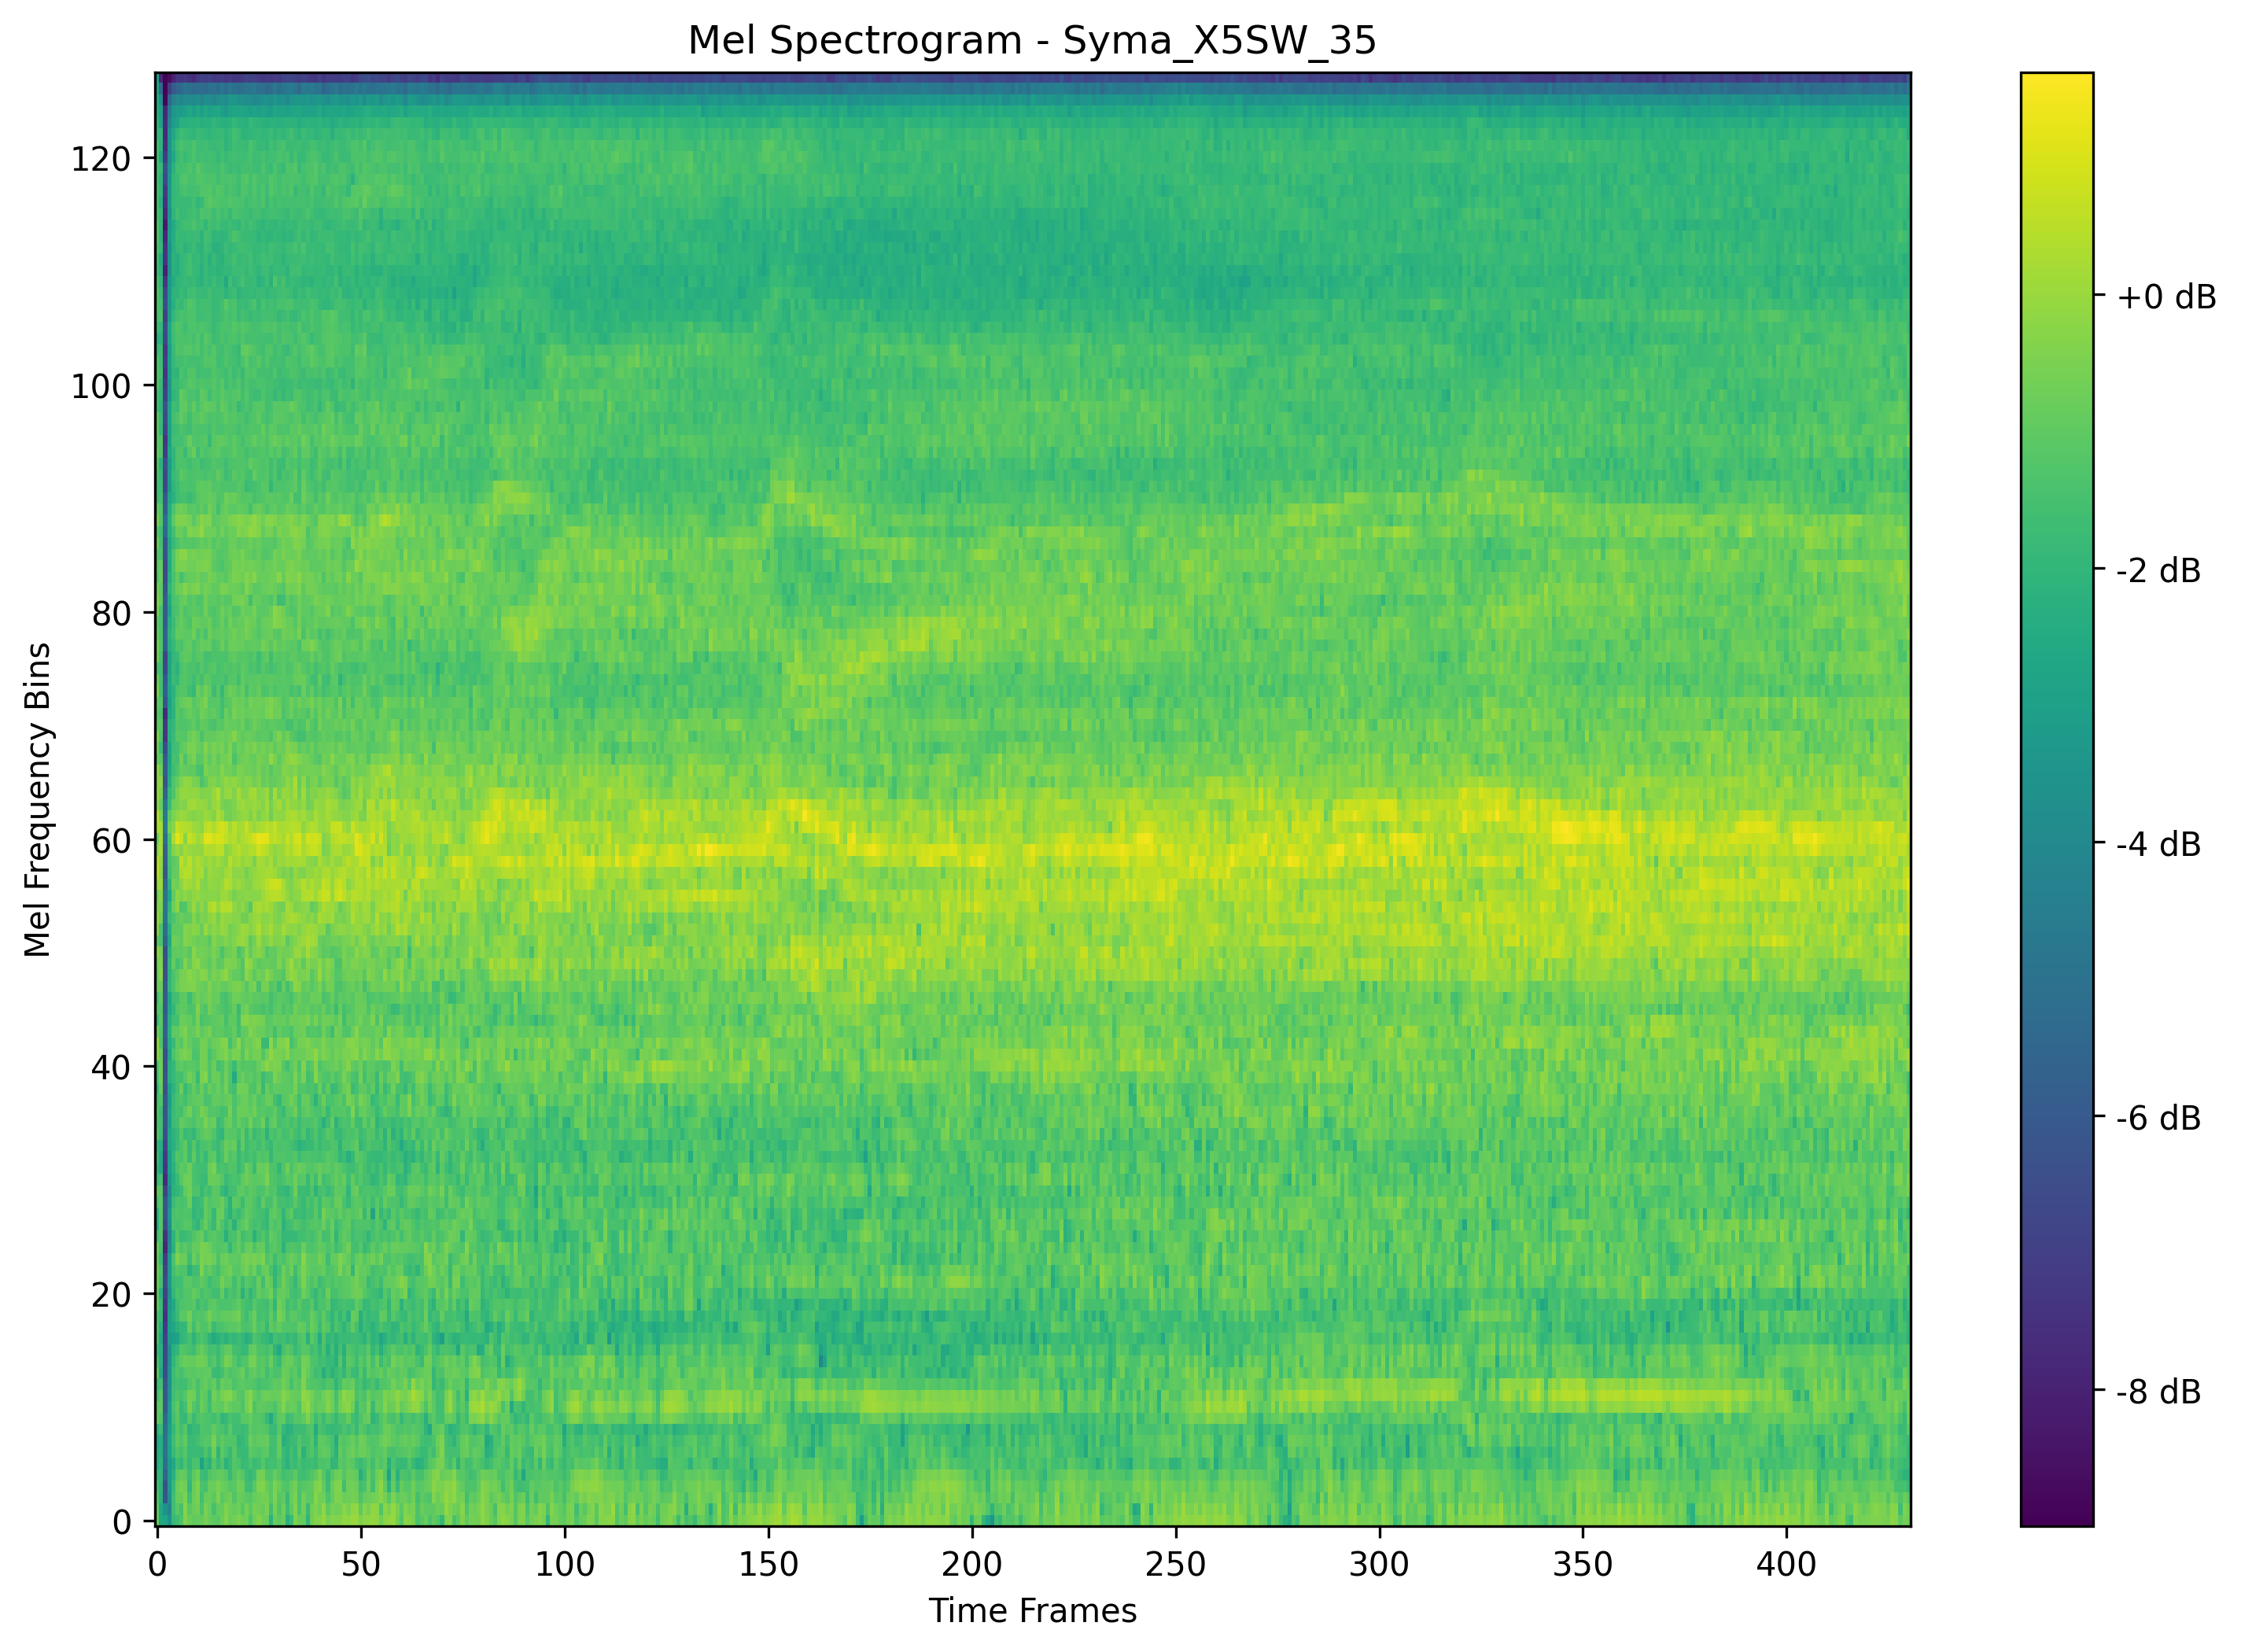 Mel Spectrogram - Syma_X5SW_35
Mel Frequency Bins
120
100
80
60
40
20
0
0 50 100 150 200 250 300 350 400
Time Frames
+0 dB
-2 dB
-4 dB
-6 dB
-8 dB